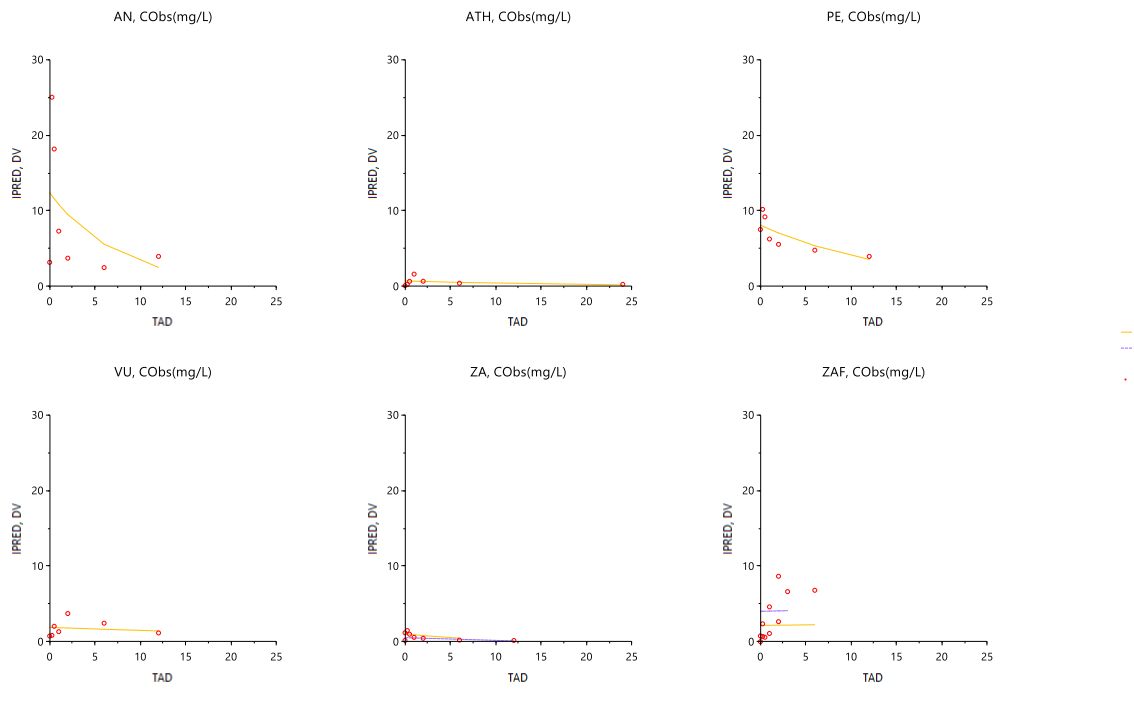 AN, CObs(mg/L)
ATH, CObs(mg/L)
PE, CObs(mg/L)
30
20
10
0
IPRED, DV
0 5 10 15 20 25
TAD
30
20
10
0
IPRED, DV
0 5 10 15 20 25
TAD
30
20
10
0
IPRED, DV
0 5 10 15 20 25
TAD
VU, CObs(mg/L)
ZA, CObs(mg/L)
ZAF, CObs(mg/L)
30
20
10
0
IPRED, DV
0 5 10 15 20 25
TAD
30
20
10
0
IPRED, DV
0 5 10 15 20 25
TAD
30
20
10
0
IPRED, DV
0 5 10 15 20 25
TAD